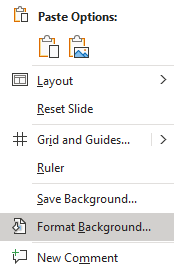 Paste Options:
Layout
Reset Slide
Grid and Guides...
Ruler
Save Background...
Format Background...
New Comment